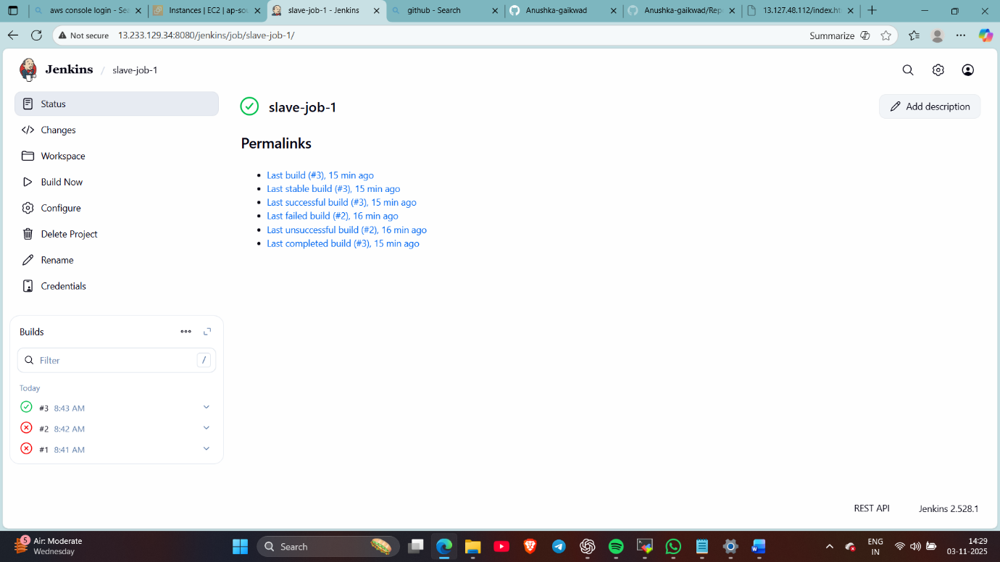 aws console login - Sea
Instances | EC2 | ap-sou
slave-job-1 - Jenkins
github - Search
Anushka-gaikwad
Anushka-gaikwad/Rep
13.127.48.112/index.ht
Not secure
13.233.129.34:8080/jenkins/job/slave-job-1/
Summarize
Jenkins / slave-job-1
Status
Changes
Workspace
Build Now
Configure
Delete Project
Rename
Credentials
slave-job-1
Add description
Permalinks
• Last build (#3), 15 min ago
• Last stable build (#3), 15 min ago
• Last successful build (#3), 15 min ago
• Last failed build (#2), 16 min ago
• Last unsuccessful build (#2), 16 min ago
• Last completed build (#3), 15 min ago
Builds
Filter /
Today
#3 8:43 AM
#2 8:42 AM
#1 8:41 AM
REST API
Jenkins 2.528.1
5
Air: Moderate
Wednesday
Search
ENG
IN
14:29
03-11-2025